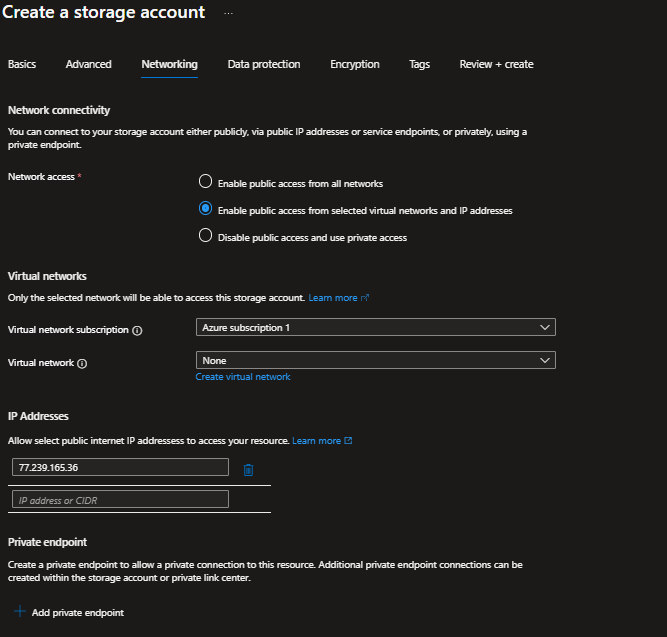 Create a storage account ...
Basics Advanced Networking Data protection Encryption Tags Review + create
Network connectivity
You can connect to your storage account either publicly, via public IP addresses or service endpoints, or privately, using a
private endpoint.
Network access *
Enable public access from all networks
Enable public access from selected virtual networks and IP addresses
Disable public access and use private access
Virtual networks
Only the selected network will be able to access this storage account. Learn more
Virtual network subscription
Azure subscription 1
Virtual network
None
Create virtual network
IP Addresses
Allow select public internet IP addressess to access your resource. Learn more
77.239.165.36
IP address or CIDR
Private endpoint
Create a private endpoint to allow a private connection to this resource. Additional private endpoint connections can be
created within the storage account or private link center.
+ Add private endpoint